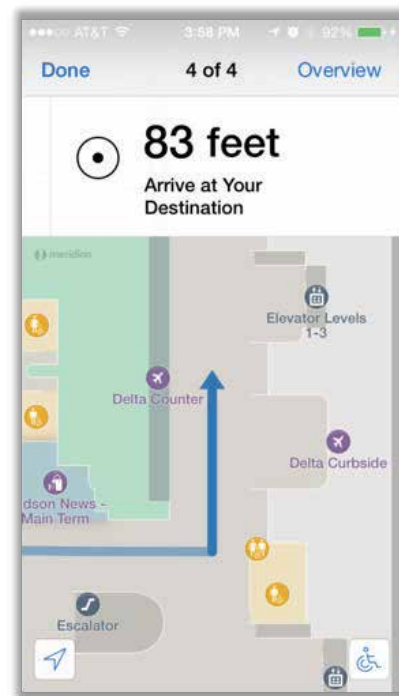 AT&T 3:58 PM 92%
Done 4 of 4 Overview
83 feet
Arrive at Your
Destination
meridian
Elevator Levels
1-3
Delta Counter
Delta Curbside
dson News -
Main Term
Escalator